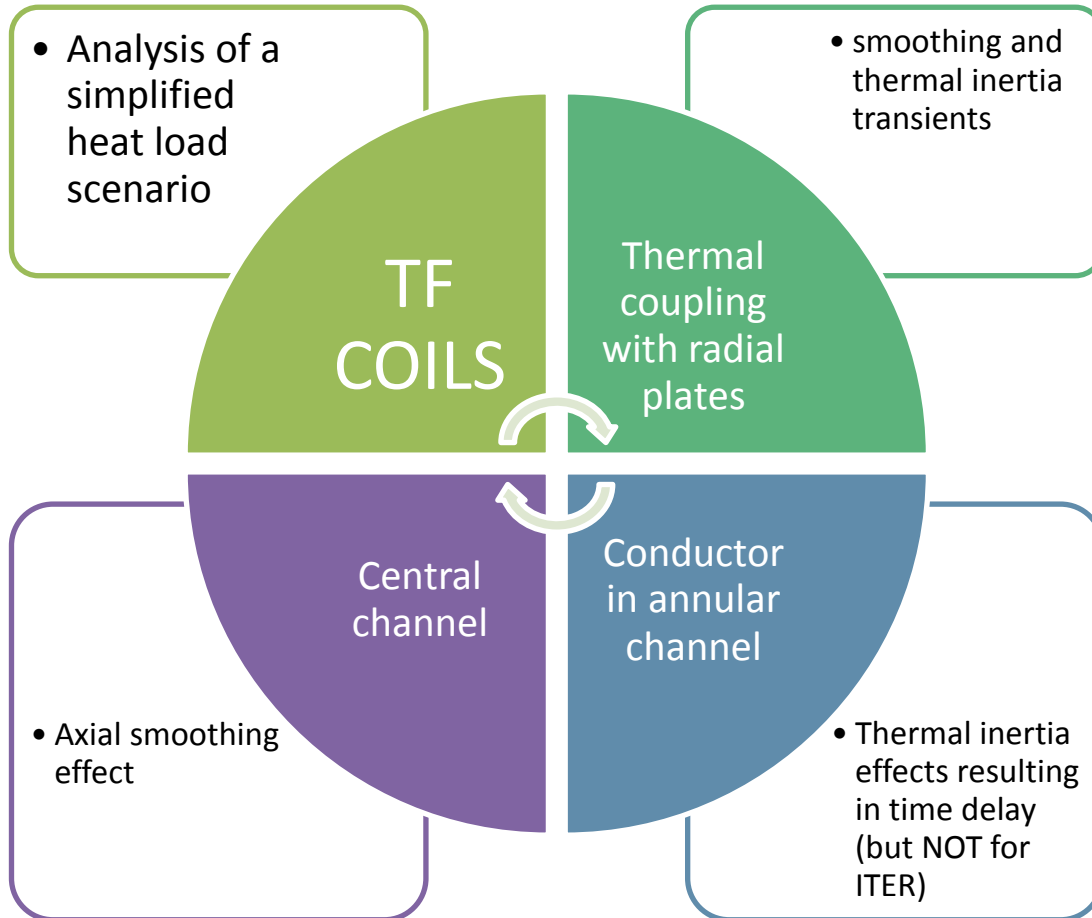 • Analysis of a
simplified
heat load
scenario
• smoothing and
thermal inertia
transients
TF
COILS
Thermal
coupling
with radial
plates
Central
channel
Conductor
in annular
channel
• Axial smoothing
effect
• Thermal inertia
effects resulting
in time delay
(but NOT for
ITER)